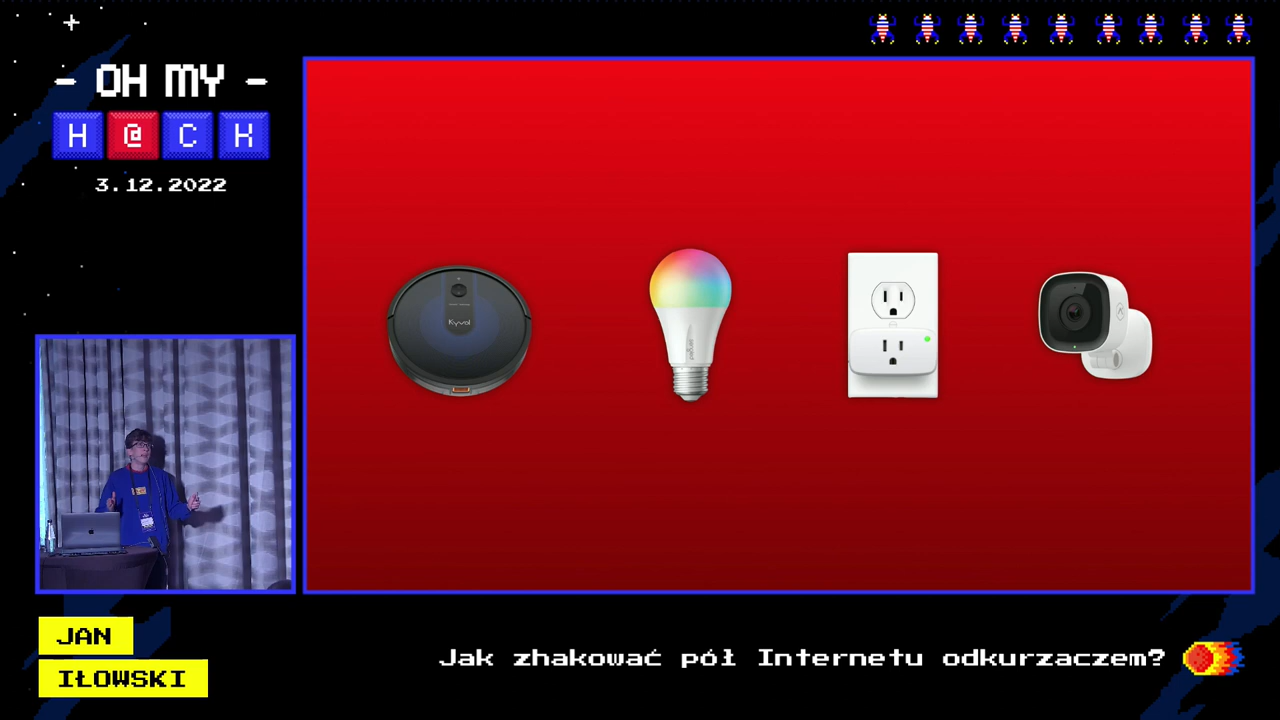 - OH MY -
H@CK
3.12.2022
Kyvol
JAN
IŁOWSKI
Jak zhakować pół Internetu odkurzaczem?